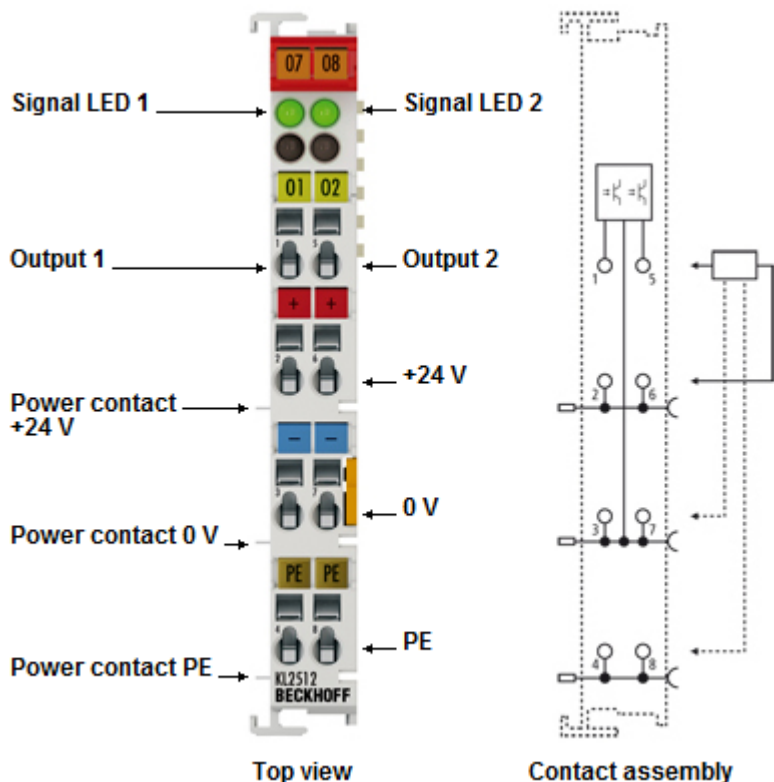 07 08
Signal LED 1
Signal LED 2
01 02
1 5
Output 1
Output 2
1 5
+ +
2 6
+24 V
2 6
Power contact
+24 V
- -
3 7
0 V
3 7
Power contact 0 V
PE PE
4 8
PE
4 8
Power contact PE
KL2512
BECKHOFF
Top view
Contact assembly